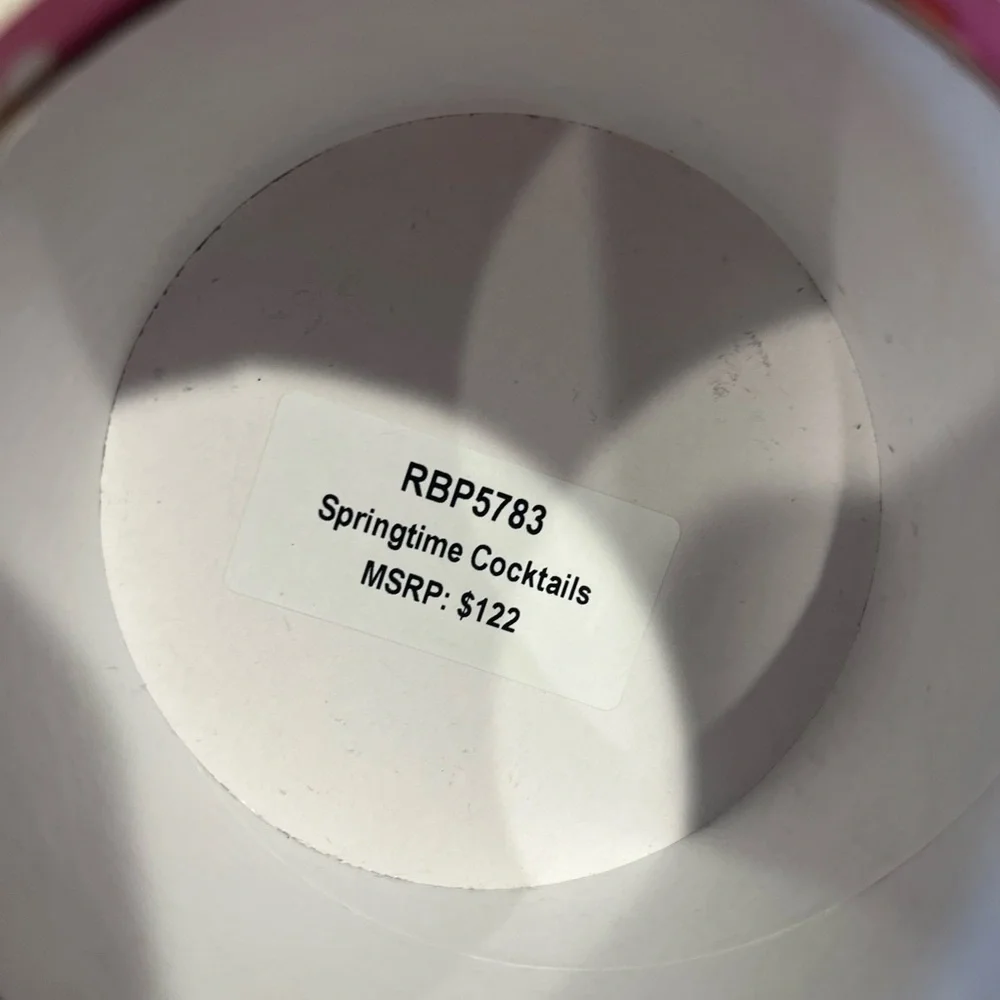 RBP5783
Springtime Cocktails
MSRP: $122